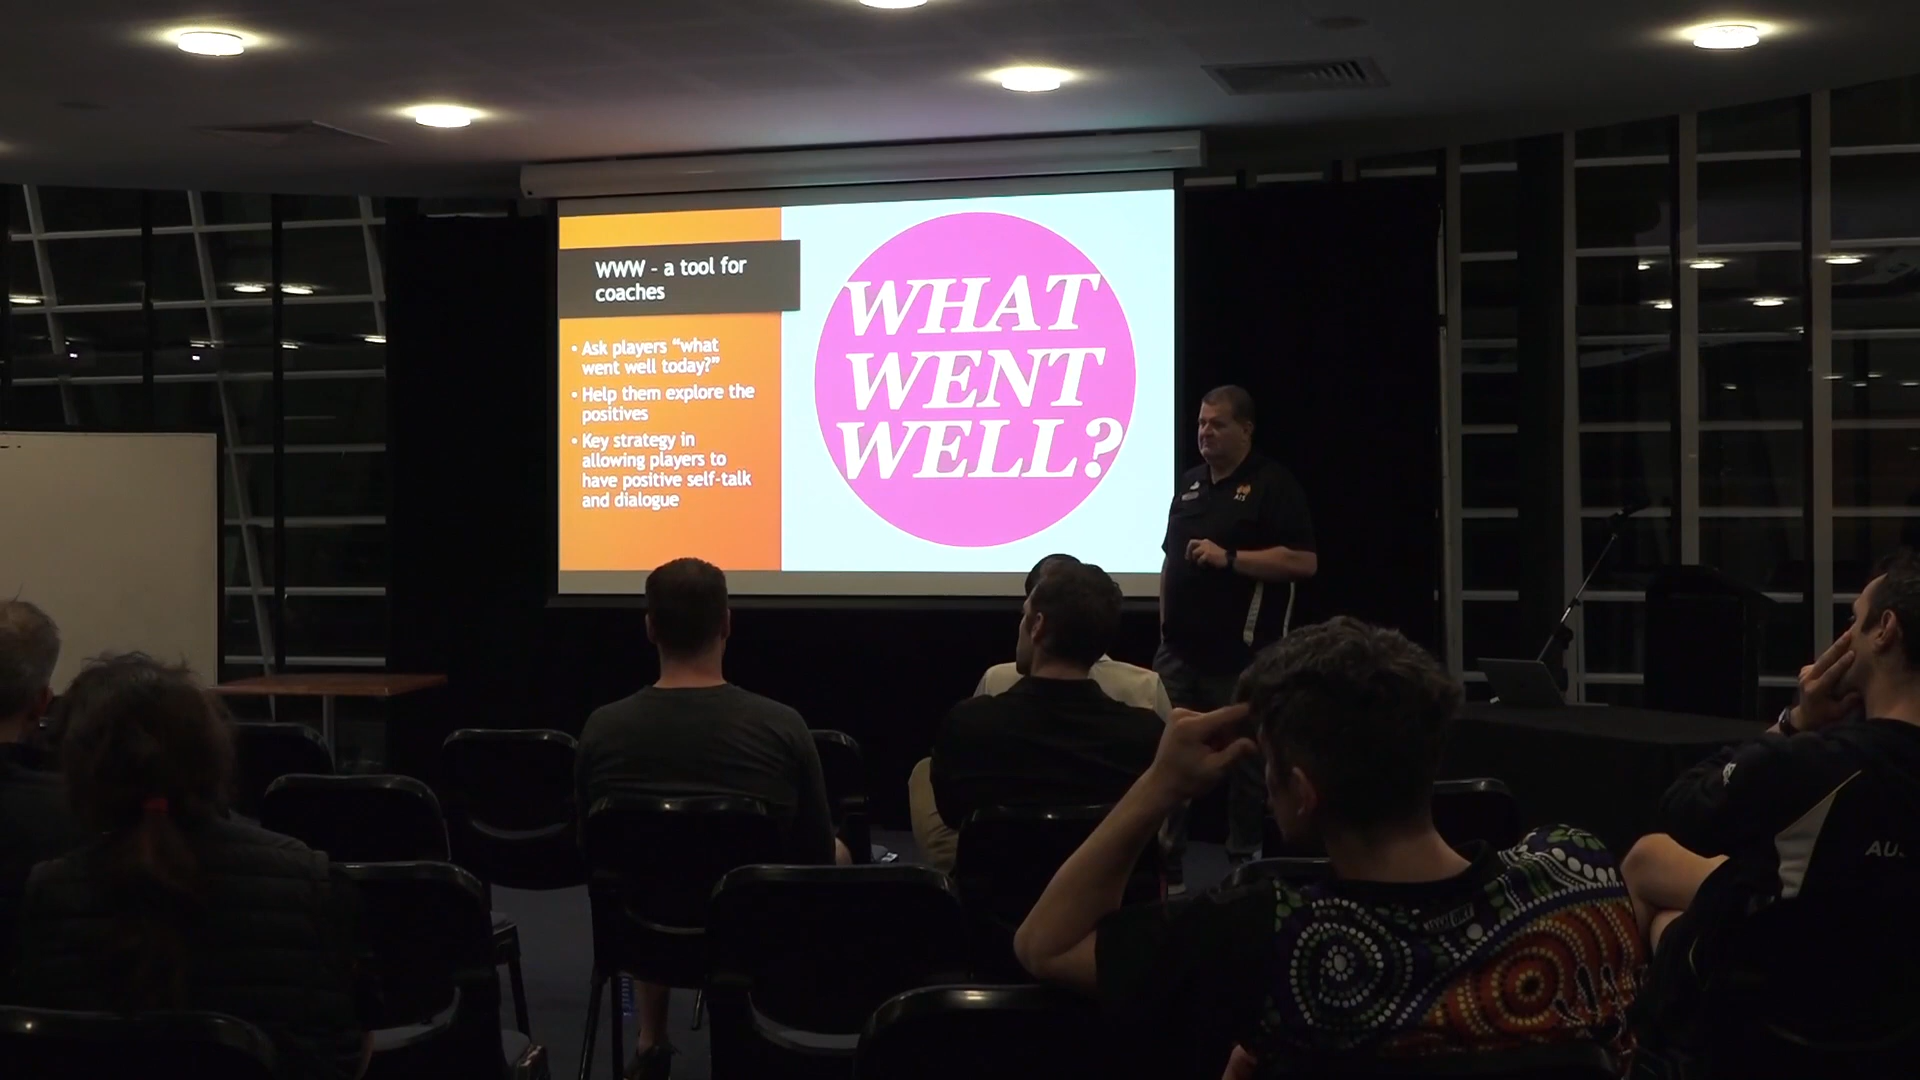 WWW - a tool for
coaches
• Ask players “what
went well today?”
• Help them explore the
positives
• Key strategy in
allowing players to
have positive self-talk
and dialogue
WHAT
WENT
WELL?
AIS